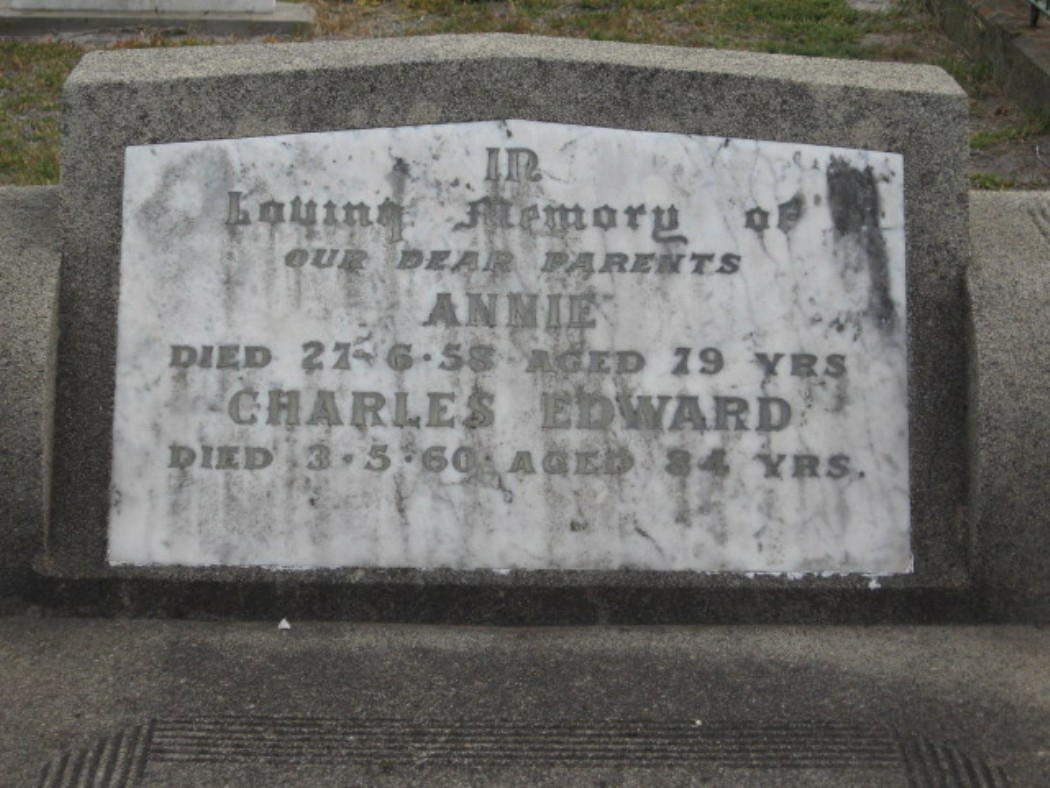 IN
Loving Memory of
OUR DEAR PARENTS
ANNIE
DIED 27·6·58 AGED 79 YRS
CHARLES EDWARD
DIED 3·5·60 AGED 84 YRS.